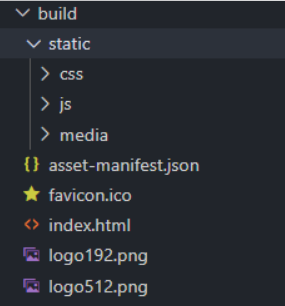 build
static
css
js
media
asset-manifest.json
favicon.ico
index.html
logo192.png
logo512.png